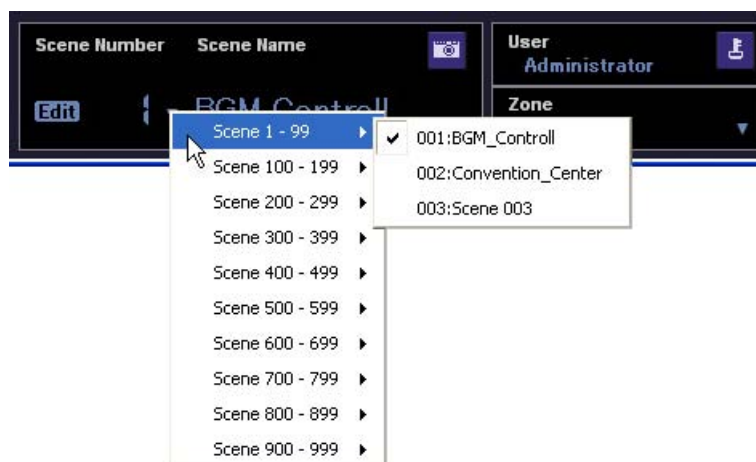 Scene Number Scene Name
User
Administrator
Edit 1 BGM_Controll
Zone
Scene 1 - 99
Scene 100 - 199
Scene 200 - 299
Scene 300 - 399
Scene 400 - 499
Scene 500 - 599
Scene 600 - 699
Scene 700 - 799
Scene 800 - 899
Scene 900 - 999
001:BGM_Controll
002:Convention_Center
003:Scene 003